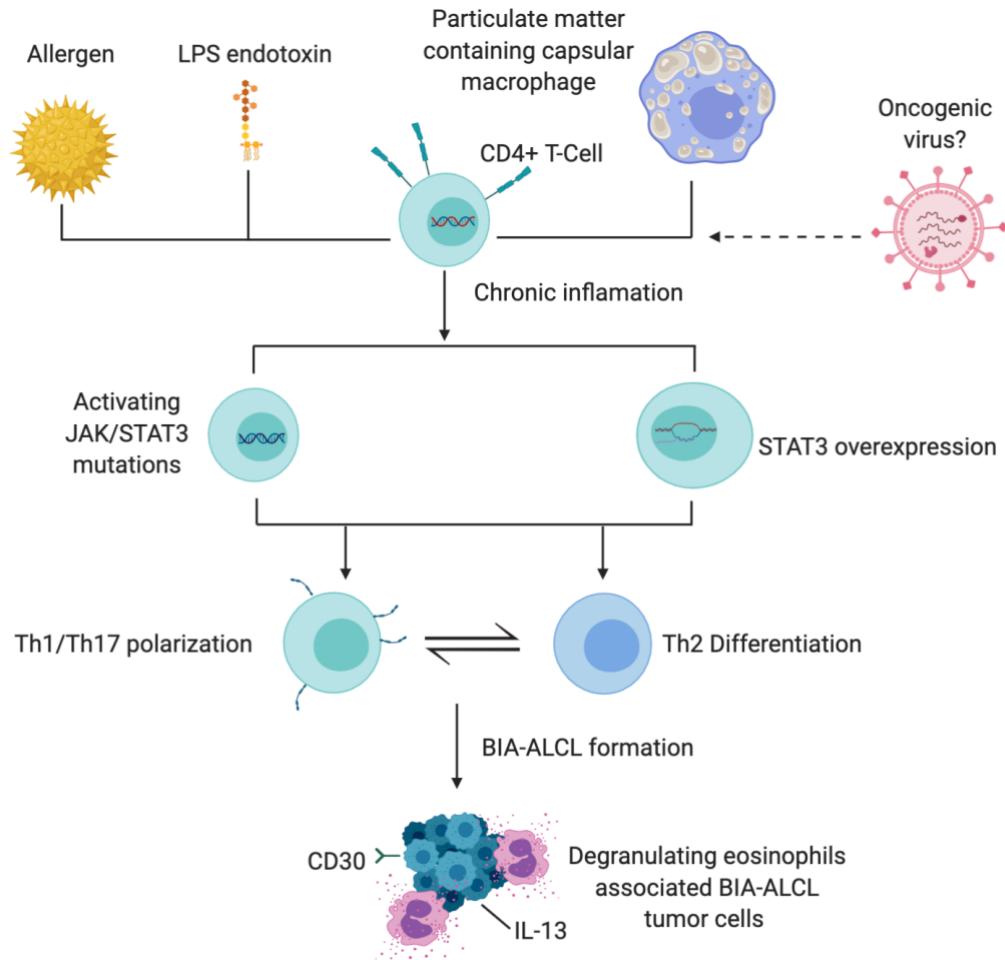 Allergen
LPS endotoxin
Particulate matter
containing capsular
macrophage
Oncogenic
virus?
CD4+ T-Cell
Chronic inflamation
Activating
JAK/STAT3
mutations
STAT3 overexpression
Th1/Th17 polarization
Th2 Differentiation
BIA-ALCL formation
CD30
Degranulating eosinophils
associated BIA-ALCL
tumor cells
IL-13